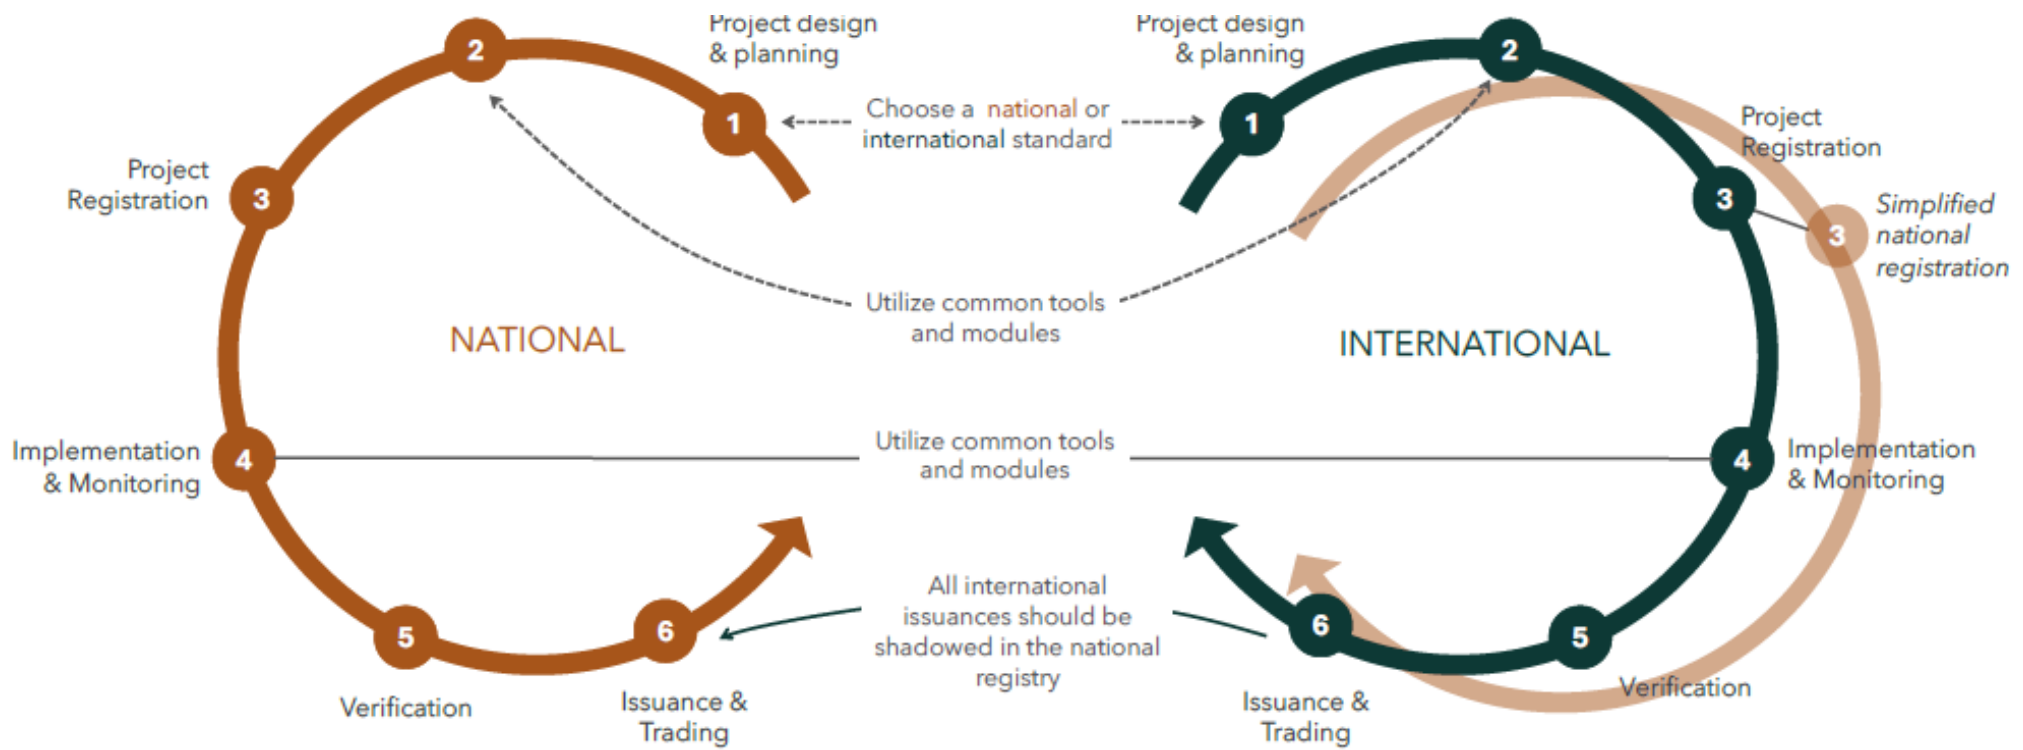 2
Project design
& planning
1
Project
Registration
3
NATIONAL
Implementation
& Monitoring
4
5
Verification
6
Issuance &
Trading
Choose a national or
international standard
Utilize common tools
and modules
Utilize common tools
and modules
All international
issuances should be
shadowed in the national
registry
Project design
& planning
1
2
Project
Registration
3
3
Simplified
national
registration
INTERNATIONAL
4
Implementation
& Monitoring
5
Verification
6
Issuance &
Trading